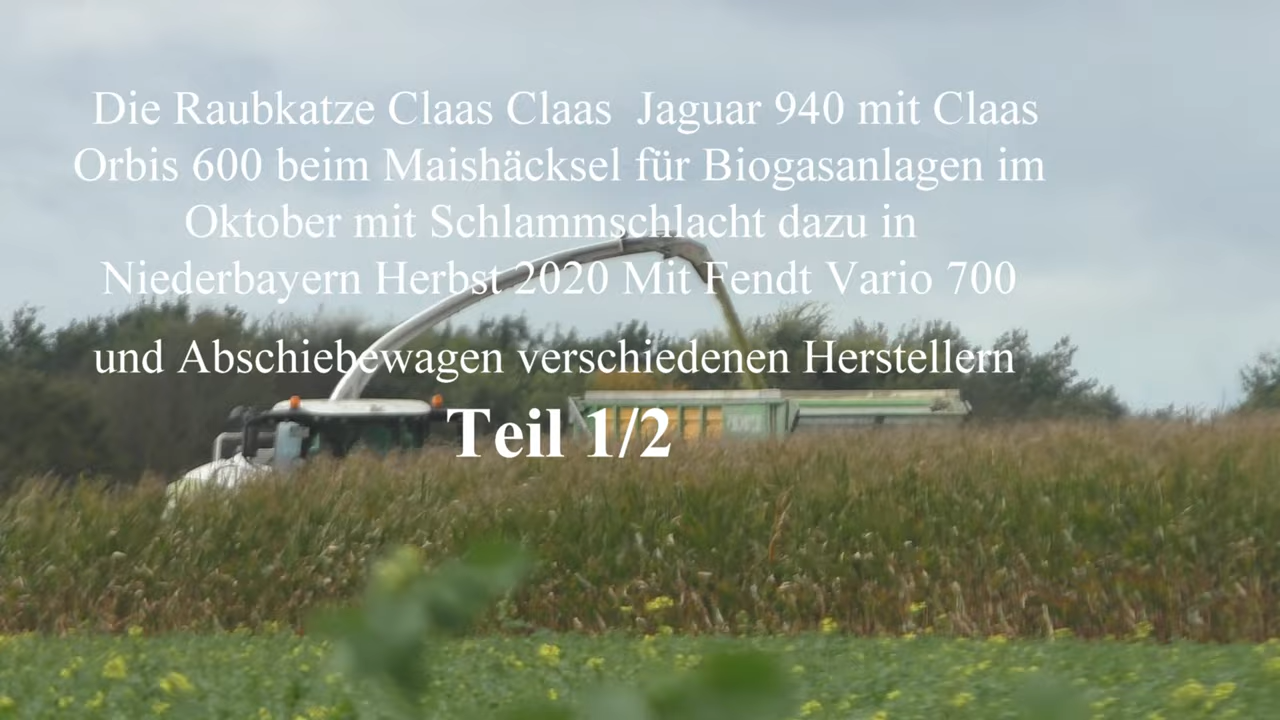 Die Raubkatze Claas Claas Jaguar 940 mit Claas
Orbis 600 beim Maishäcksel für Biogasanlagen im
Oktober mit Schlammschlacht dazu in
Niederbayern Herbst 2020 Mit Fendt Vario 700
und Abschiebewagen verschiedenen Herstellern
Teil 1/2